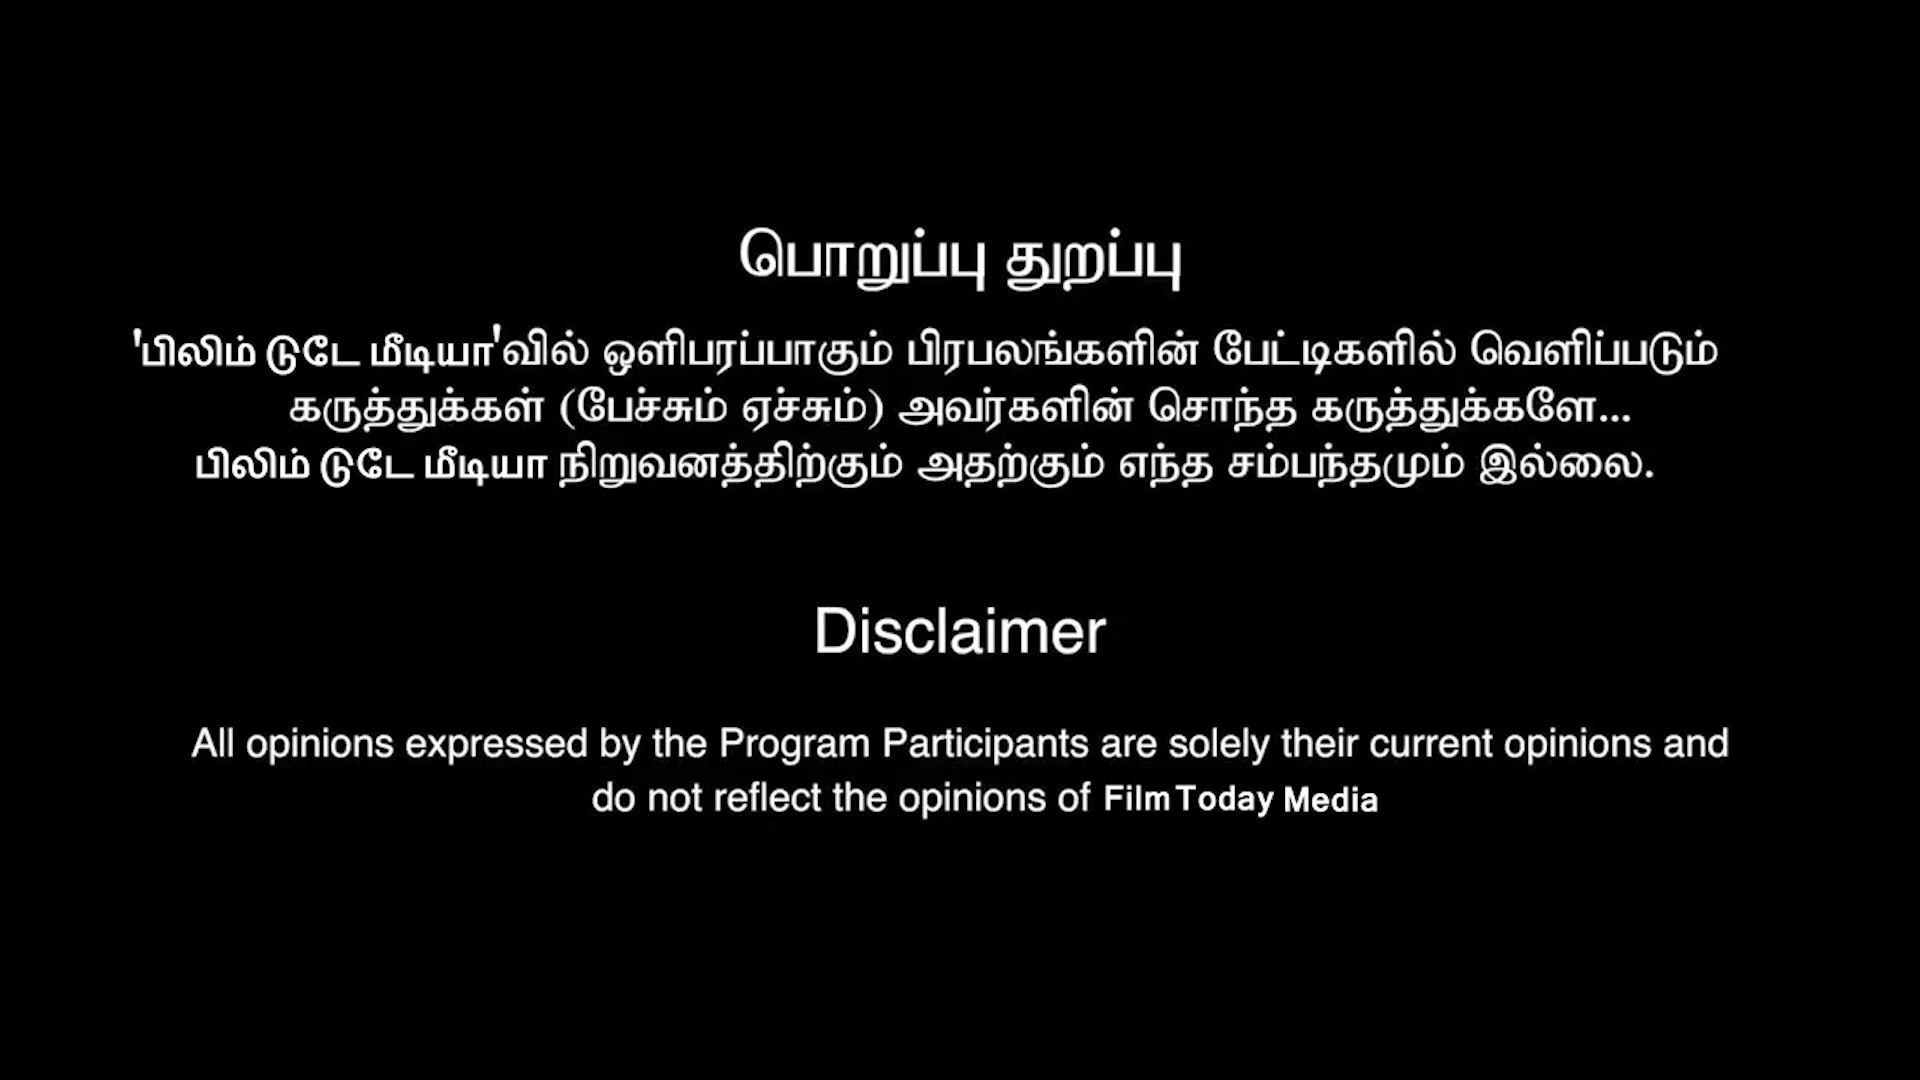 பொறுப்பு துறப்பு
'பிலிம் டுடே மீடியா'வில் ஒளிபரப்பாகும் பிரபலங்களின் பேட்டிகளில் வெளிப்படும்
கருத்துக்கள் (பேச்சும் ஏச்சும்) அவர்களின் சொந்த கருத்துக்களே...
பிலிம் டுடே மீடியா நிறுவனத்திற்கும் அதற்கும் எந்த சம்பந்தமும் இல்லை.
Disclaimer
All opinions expressed by the Program Participants are solely their current opinions and
do not reflect the opinions of Film Today Media